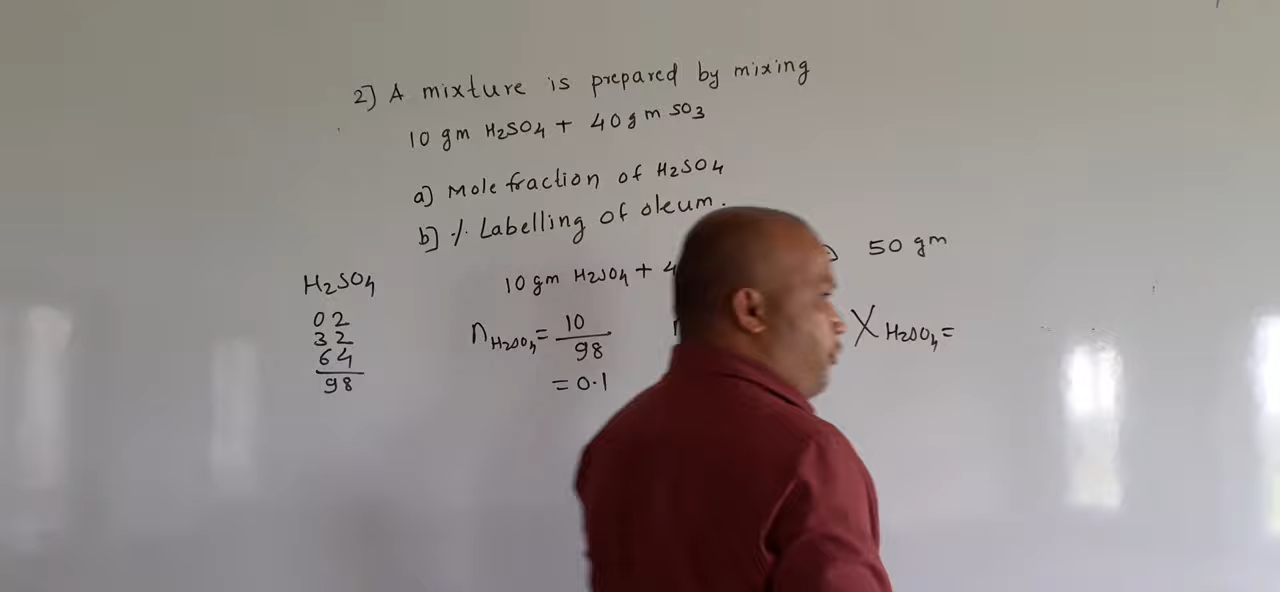 2] A mixture is prepared by mixing
10 gm H2SO4 + 40 gm SO3
a] Mole fraction of H2SO4
b] % Labelling of oleum.
10 gm H2SO4 + 50 gm
H2SO4
02
32
64
98
nH2SO4 = 10/98
= 0.1
XH2SO4 =